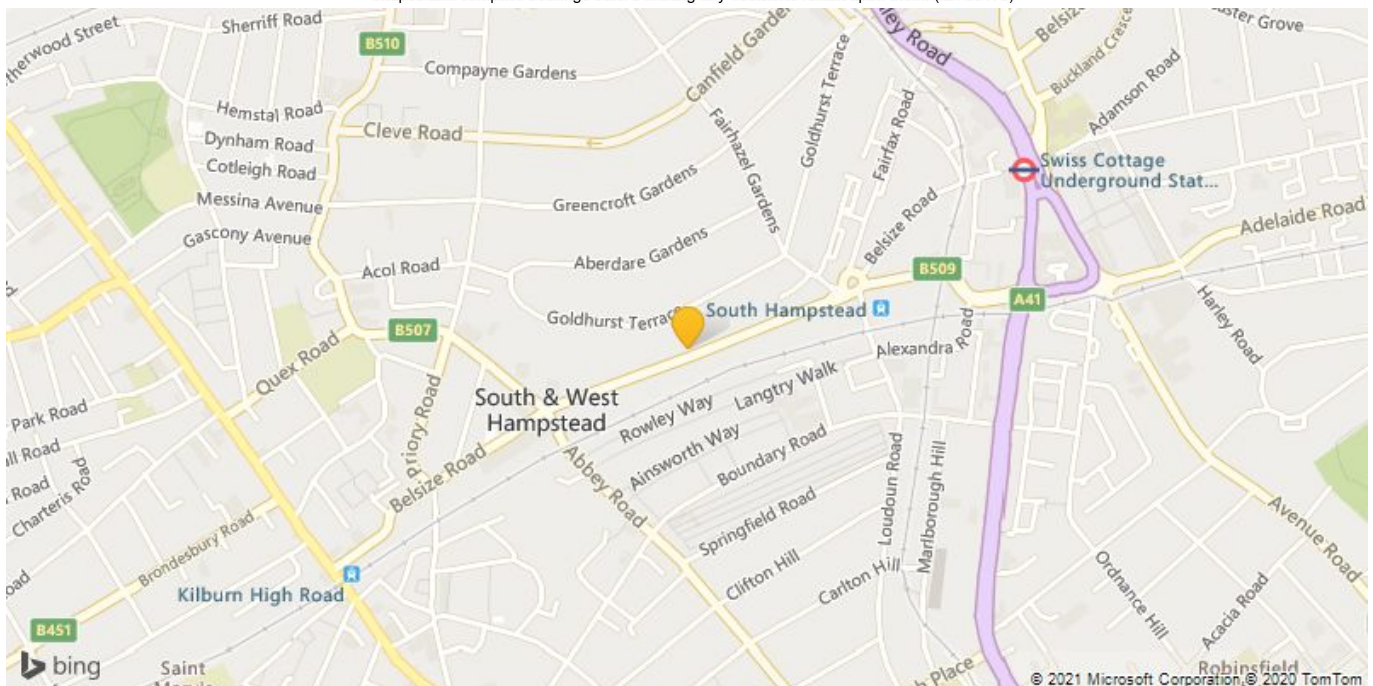 Sherriff Road
B510
Compayne Gardens
Canfield
Fairhazel Gardens
Goldhurst Terrace
Fairfax Road
Buckland
Adamson Road
Hemstal Road
Dynham Road
Cleve Road
Cotleigh Road
Messina Avenue
Greencroft Gardens
Belsize Road
Swiss Cottage
Underground Stat...
Adelaide Road
Gascony Avenue
Aberdare Gardens
Acol Road
B509
A41
Harley Road
Goldhurst Terrace
South Hampstead
B507
Quex Road
Alexandra Road
Park Road
South & West
Hampstead
Priory Road
Rowley Way
Langtry Walk
Ainsworth Way
Boundary Road
Road
Road
Charteris Road
Belsize Road
Abbey Road
Springfield Road
Loudoun Road
Marlborough Hill
Avenue Road
Brondesbury Road
Clifton Hill
Carlton Hill
Ordnance Hill
Acacia Road
Kilburn High Road
B451
bing
Saint
Place
Robinsfield
© 2021 Microsoft Corporation,© 2020 TomTom